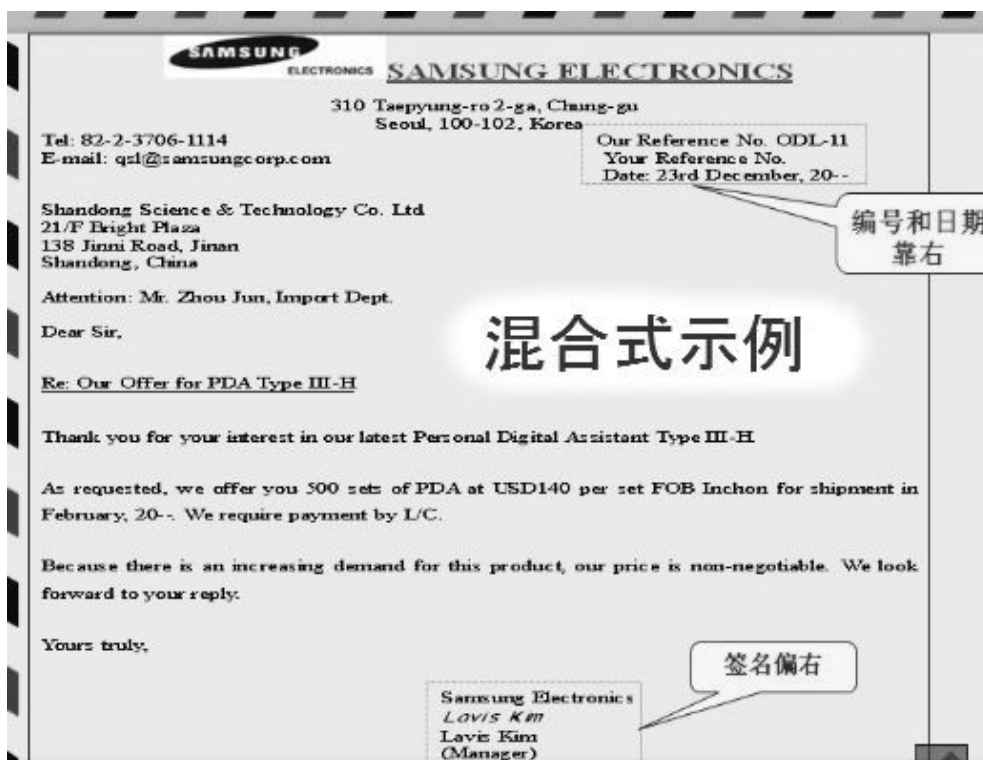 SAMSUNG
ELECTRONICS
SAMSUNG ELECTRONICS
310 Taepyung-ro 2-ga, Chung-gu
Seoul, 100-102, Korea
Tel: 82-2-3706-1114
E-mail: qsl@samsungcorp.com
Our Reference No. ODL-11
Your Reference No.
Date: 23rd December, 20--
编号和日期
靠右
Shandong Science & Technology Co. Ltd
21/F Bright Plaza
138 Jinni Road, Jinan
Shandong, China
Attention: Mr. Zhou Jun, Import Dept.
Dear Sir,
混合式示例
Re: Our Offer for PDA Type III-H
Thank you for your interest in our latest Personal Digital Assistant Type III-H
As requested, we offer you 500 sets of PDA at USD140 per set FOB Inchon for shipment in
February, 20--. We require payment by L/C.
Because there is an increasing demand for this product, our price is non-negotiable. We look
forward to your reply.
Yours truly,
签名偏右
Samsung Electronics
Lovis Kim
Lavis Kim
(Manager)